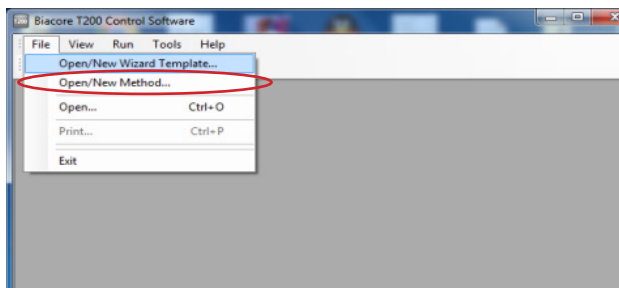 Biacore T200 Control Software
File View Run Tools Help
Open/New Wizard Template...
Open/New Method...
Open... Ctrl+O
Print... Ctrl+P
Exit